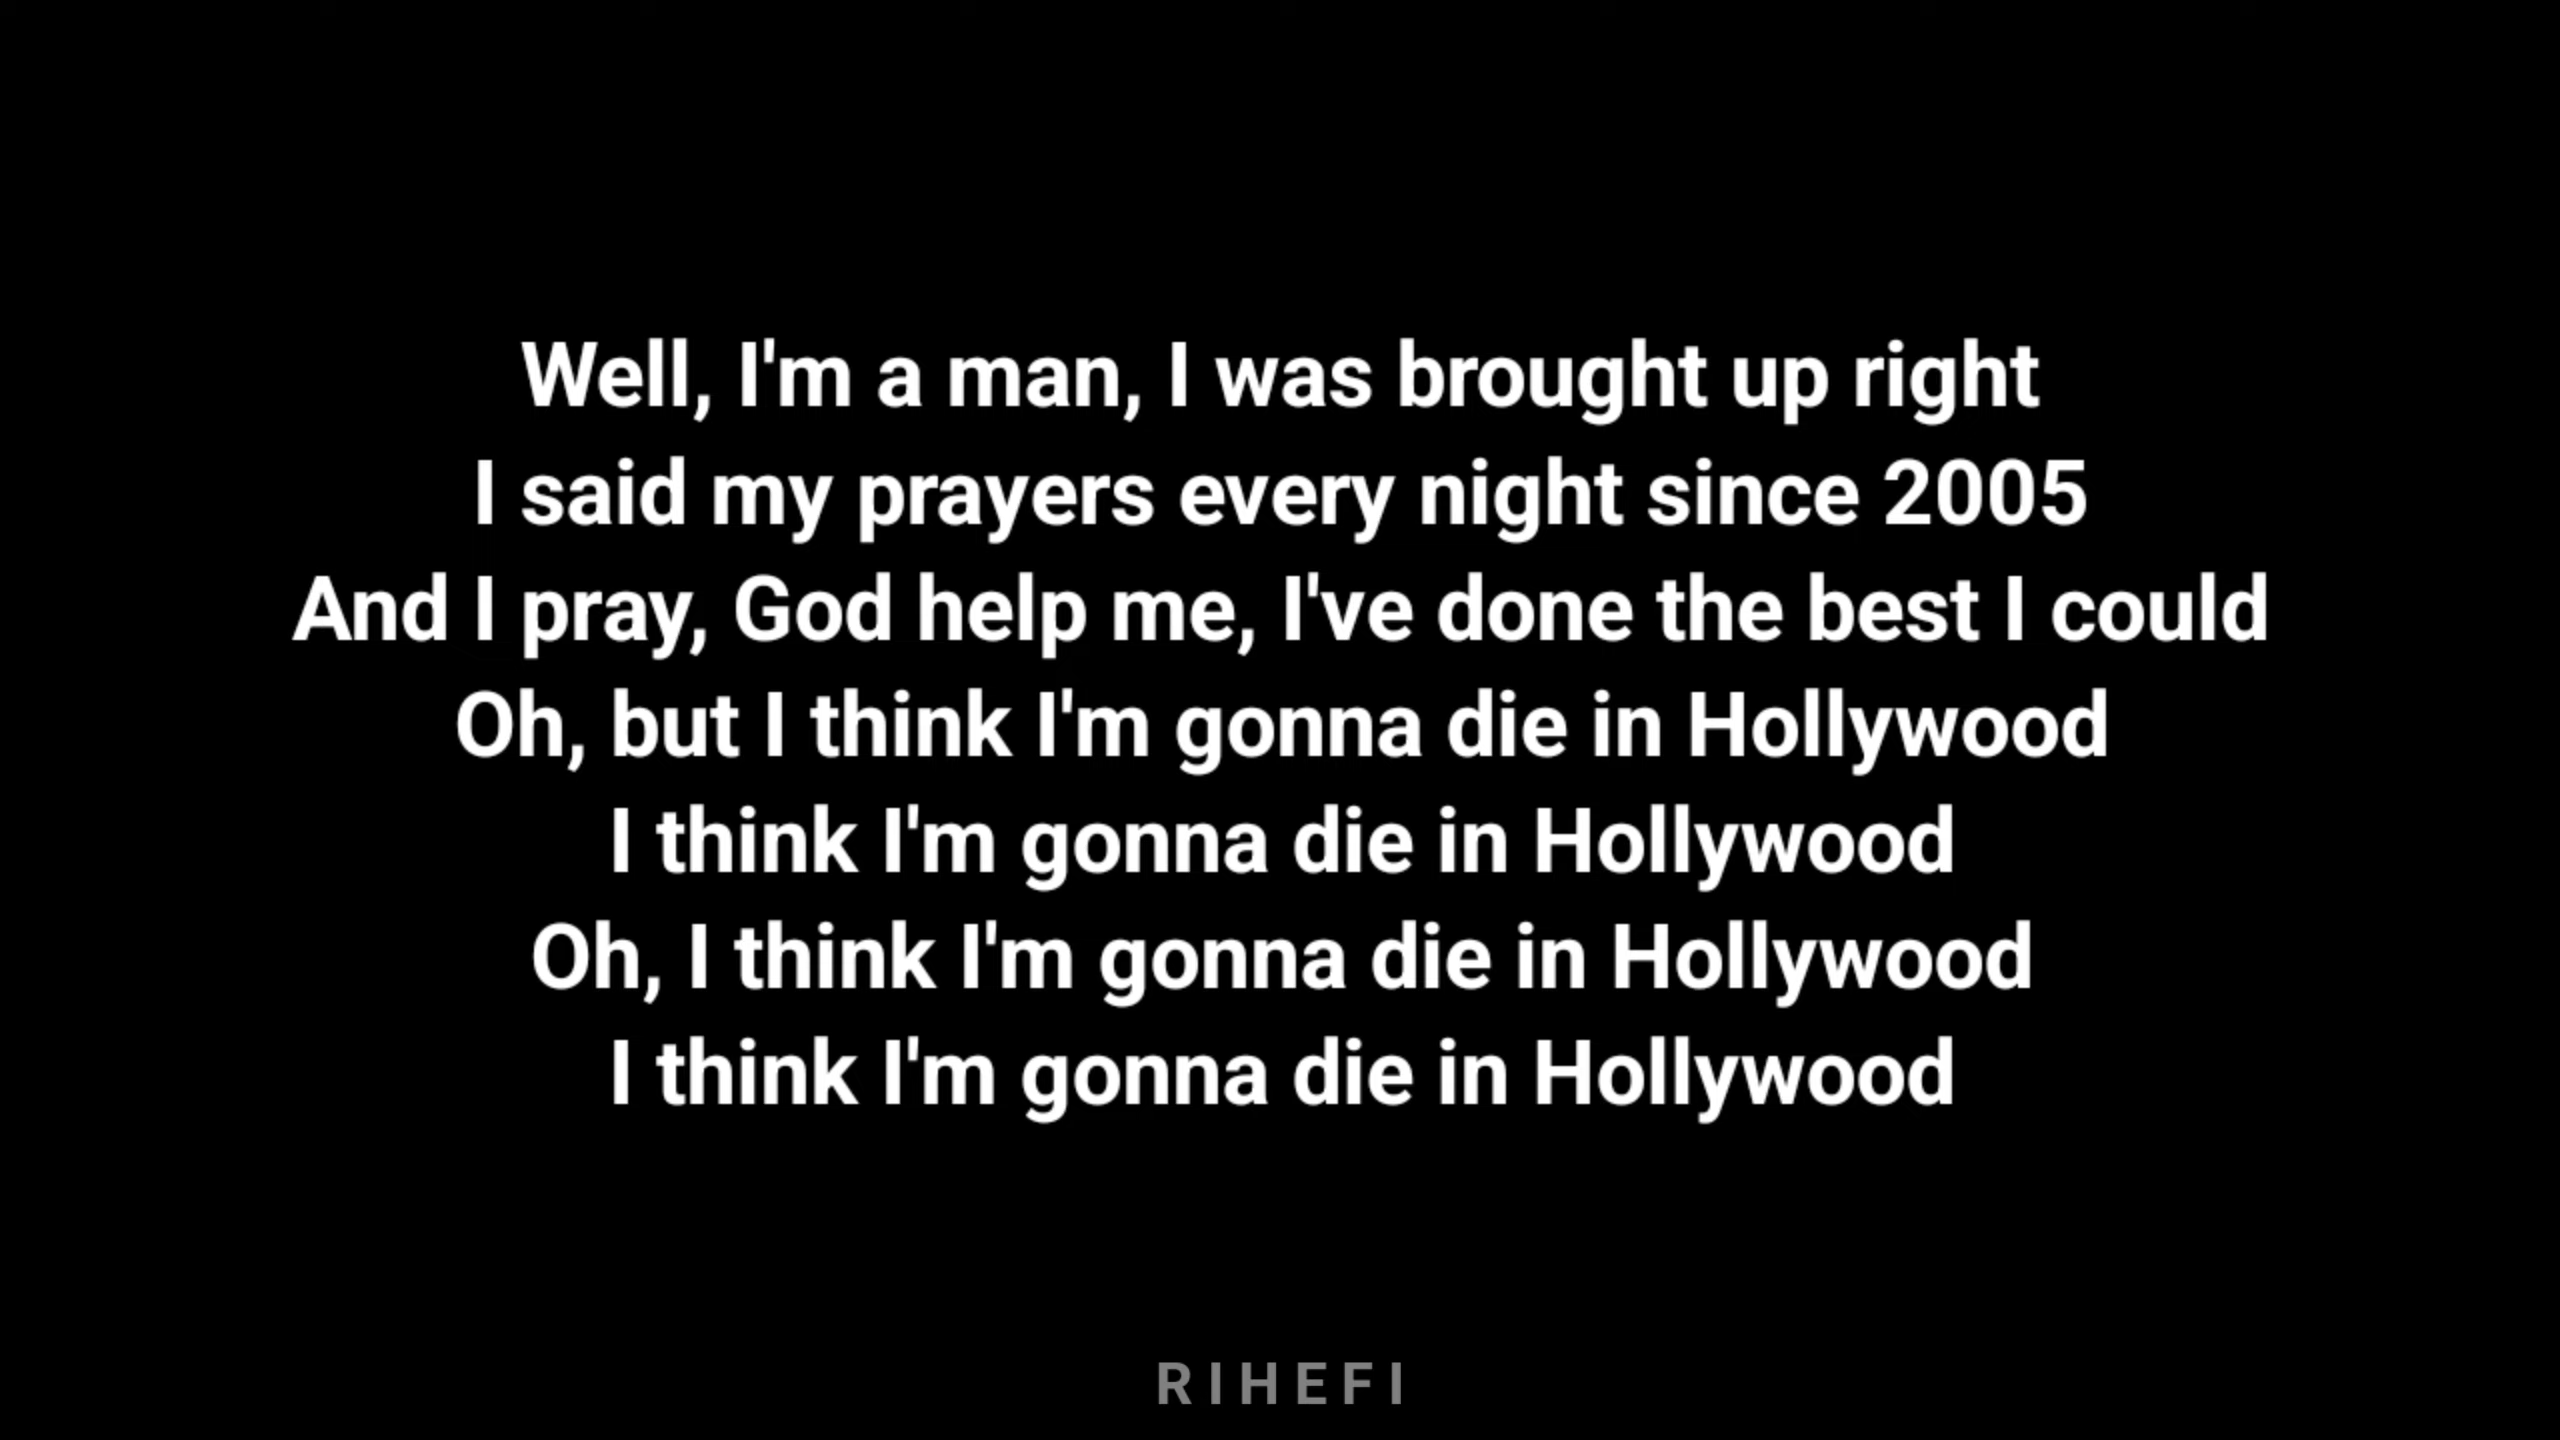 Well, I'm a man, I was brought up right
I said my prayers every night since 2005
And I pray, God help me, I've done the best I could
Oh, but I think I'm gonna die in Hollywood
I think I'm gonna die in Hollywood
Oh, I think I'm gonna die in Hollywood
I think I'm gonna die in Hollywood
RIHEFI